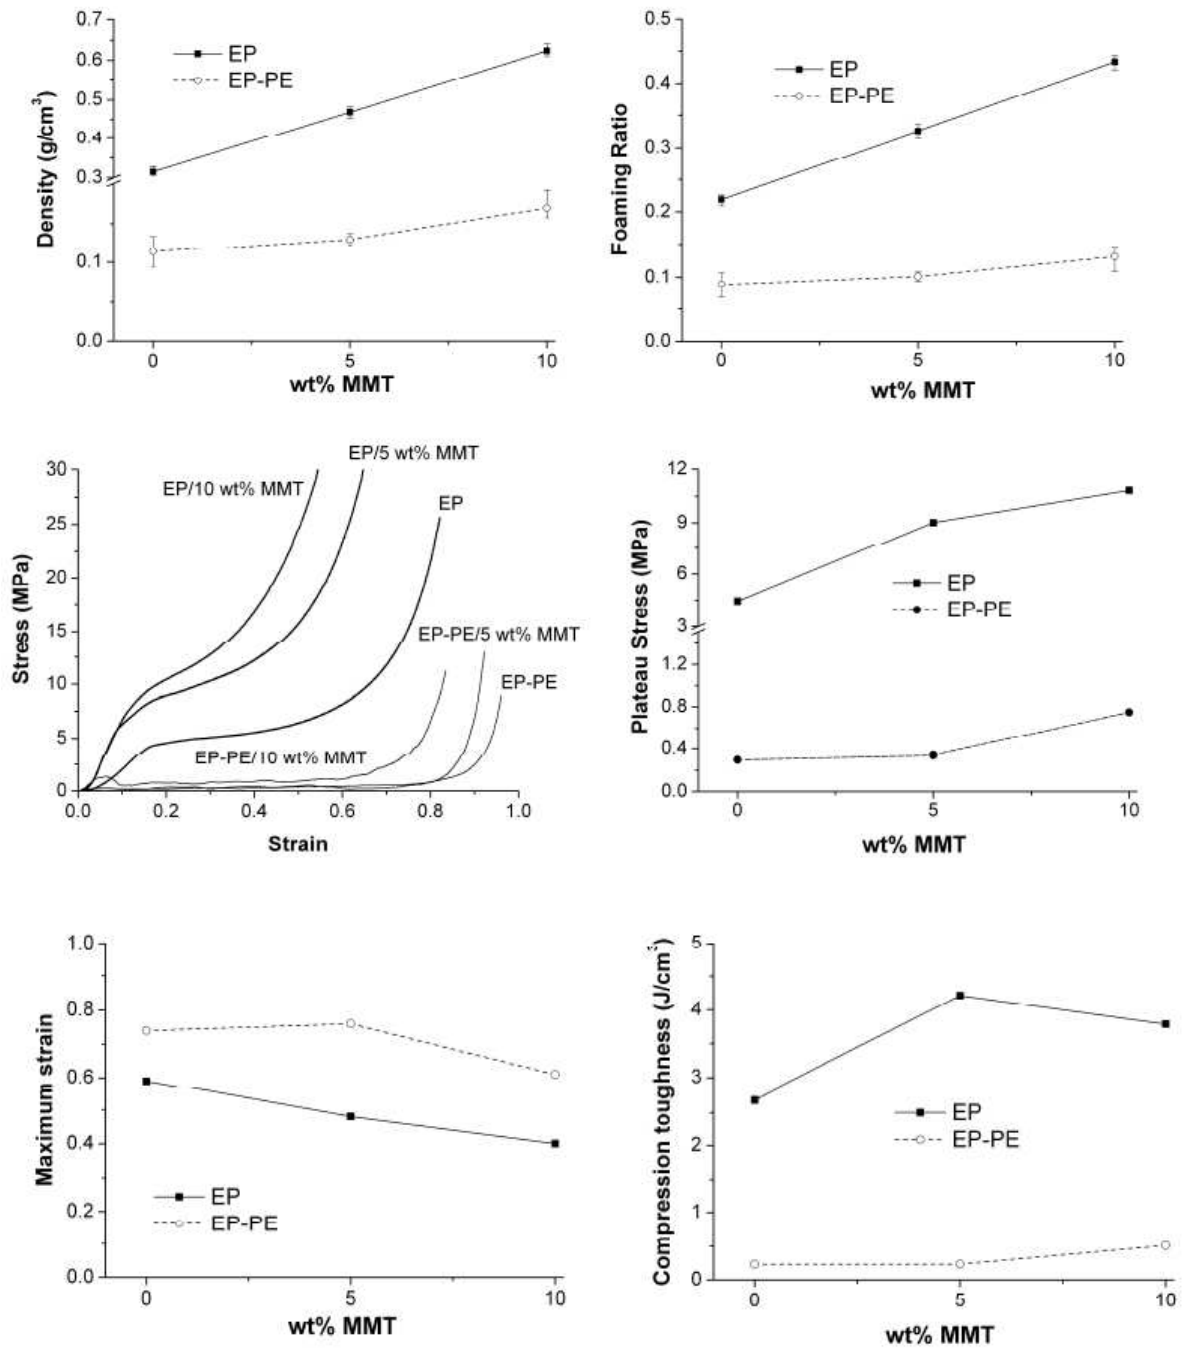 0.7
0.6
0.5
0.4
0.3
0.1
0.0
Density (g/cm³)
EP
EP-PE
0 5 10
wt% MMT
0.5
0.4
0.3
0.2
0.1
0.0
Foaming Ratio
EP
EP-PE
0 5 10
wt% MMT
30
25
20
15
10
5
0
Stress (MPa)
EP/5 wt% MMT
EP/10 wt% MMT
EP
EP-PE/5 wt% MMT
EP-PE
EP-PE/10 wt% MMT
0.0 0.2 0.4 0.6 0.8 1.0
Strain
12
9
6
3
1.2
0.8
0.4
0.0
Plateau Stress (MPa)
EP
EP-PE
0 5 10
wt% MMT
1.0
0.8
0.6
0.4
0.2
0.0
Maximum strain
EP
EP-PE
0 5 10
wt% MMT
5
4
3
2
1
0
Compression toughness (J/cm³)
EP
EP-PE
0 5 10
wt% MMT